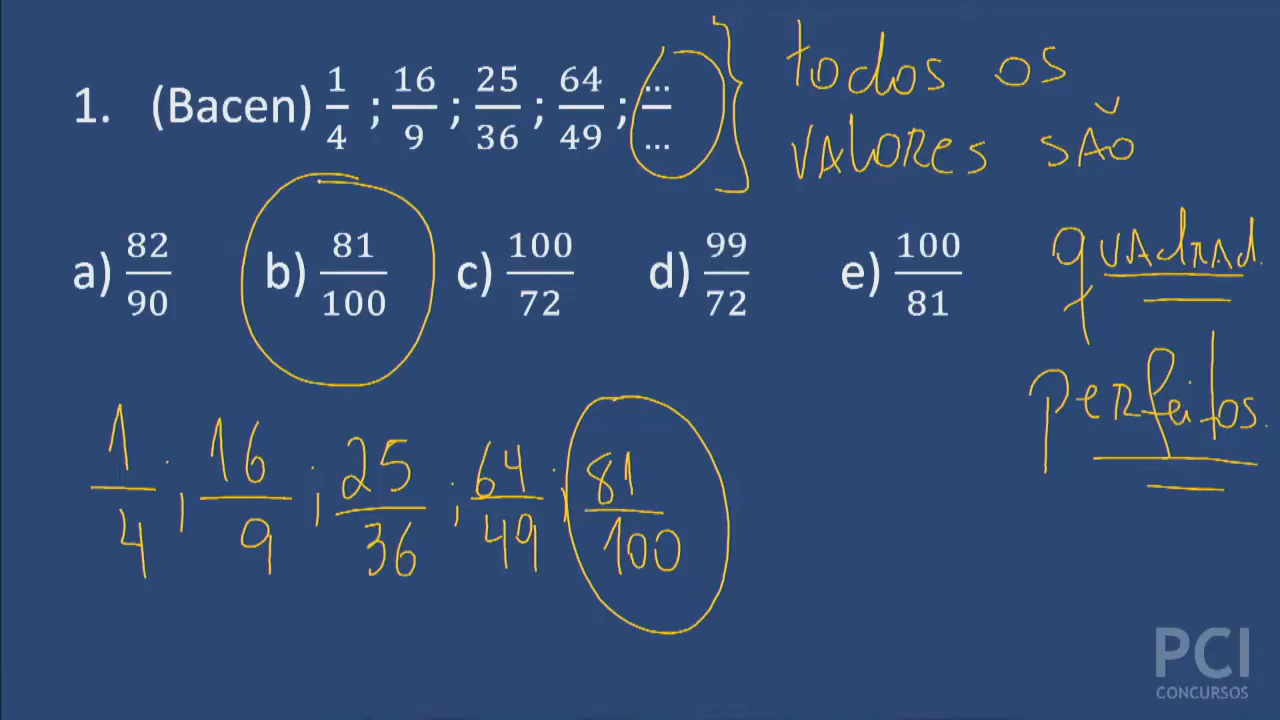 1. (Bacen) 1/4 ; 16/9 ; 25/36 ; 64/49 ; .../...
a) 82/90 b) 81/100 c) 100/72 d) 99/72 e) 100/81
todos os
valores são
quadrad.
perfeitos.
1/4 ; 16/9 ; 25/36 ; 64/49 ; 81/100
PCI
CONCURSOS